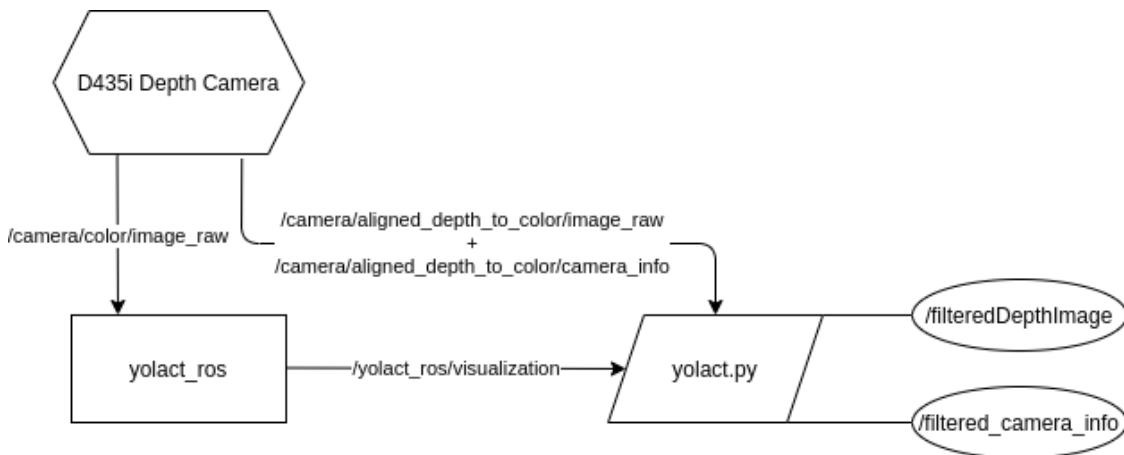 D435i Depth Camera
/camera/color/image_raw
/camera/aligned_depth_to_color/image_raw
+
/camera/aligned_depth_to_color/camera_info
/filteredDepthImage
yolact_ros
/yolact_ros/visualization
yolact.py
/filtered_camera_info